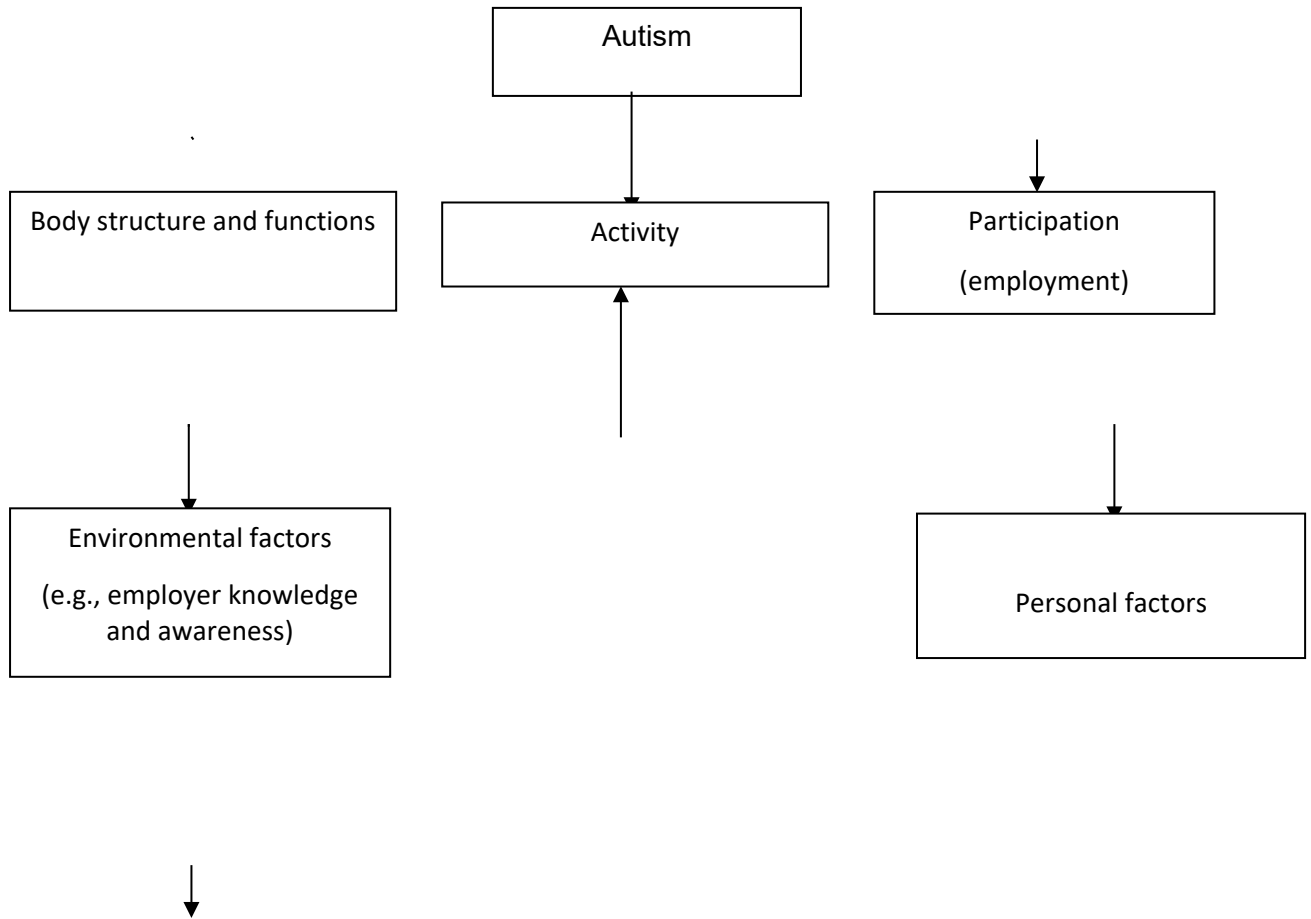 Autism
Body structure and functions
Activity
Participation
(employment)
Environmental factors
(e.g., employer knowledge
and awareness)
Personal factors